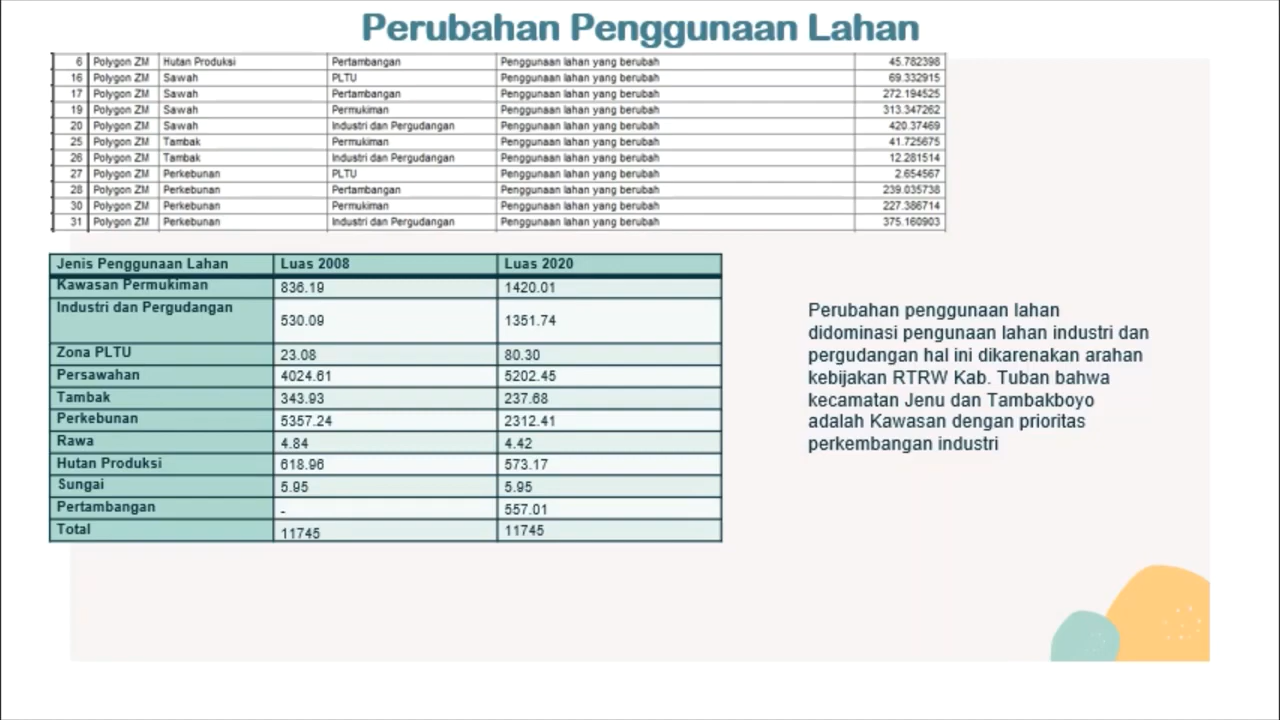 Perubahan Penggunaan Lahan
6 Polygon ZM Hutan Produksi Pertambangan Penggunaan lahan yang berubah 45.782398
16 Polygon ZM Sawah PLTU Penggunaan lahan yang berubah 69.332915
17 Polygon ZM Sawah Pertambangan Penggunaan lahan yang berubah 272.194525
19 Polygon ZM Sawah Permukiman Penggunaan lahan yang berubah 313.347262
20 Polygon ZM Sawah Industri dan Pergudangan Penggunaan lahan yang berubah 420.37469
25 Polygon ZM Tambak Permukiman Penggunaan lahan yang berubah 41.725675
26 Polygon ZM Tambak Industri dan Pergudangan Penggunaan lahan yang berubah 12.281514
27 Polygon ZM Perkebunan PLTU Penggunaan lahan yang berubah 2.654567
28 Polygon ZM Perkebunan Pertambangan Penggunaan lahan yang berubah 239.035738
30 Polygon ZM Perkebunan Permukiman Penggunaan lahan yang berubah 227.386714
31 Polygon ZM Perkebunan Industri dan Pergudangan Penggunaan lahan yang berubah 375.160903
Jenis Penggunaan Lahan Luas 2008 Luas 2020
Kawasan Permukiman 836.19 1420.01
Industri dan Pergudangan 530.09 1351.74
Zona PLTU 23.08 80.30
Persawahan 4024.61 5202.45
Tambak 343.93 237.68
Perkebunan 5357.24 2312.41
Rawa 4.84 4.42
Hutan Produksi 618.96 573.17
Sungai 5.95 5.95
Pertambangan - 557.01
Total 11745 11745
Perubahan penggunaan lahan
didominasi pengunaan lahan industri dan
pergudangan hal ini dikarenakan arahan
kebijakan RTRW Kab. Tuban bahwa
kecamatan Jenu dan Tambakboyo
adalah Kawasan dengan prioritas
perkembangan industri